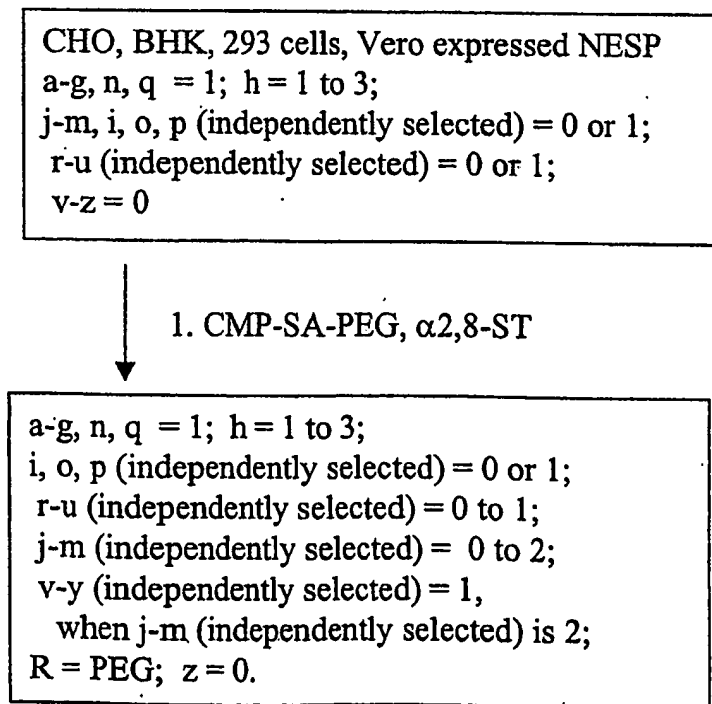 CHO, BHK, 293 cells, Vero expressed NESP
a-g, n, q = 1; h = 1 to 3;
j-m, i, o, p (independently selected) = 0 or 1;
r-u (independently selected) = 0 or 1;
v-z = 0
1. CMP-SA-PEG, α2,8-ST
a-g, n, q = 1; h = 1 to 3;
i, o, p (independently selected) = 0 or 1;
r-u (independently selected) = 0 to 1;
j-m (independently selected) = 0 to 2;
v-y (independently selected) = 1,
when j-m (independently selected) is 2;
R = PEG; z = 0.